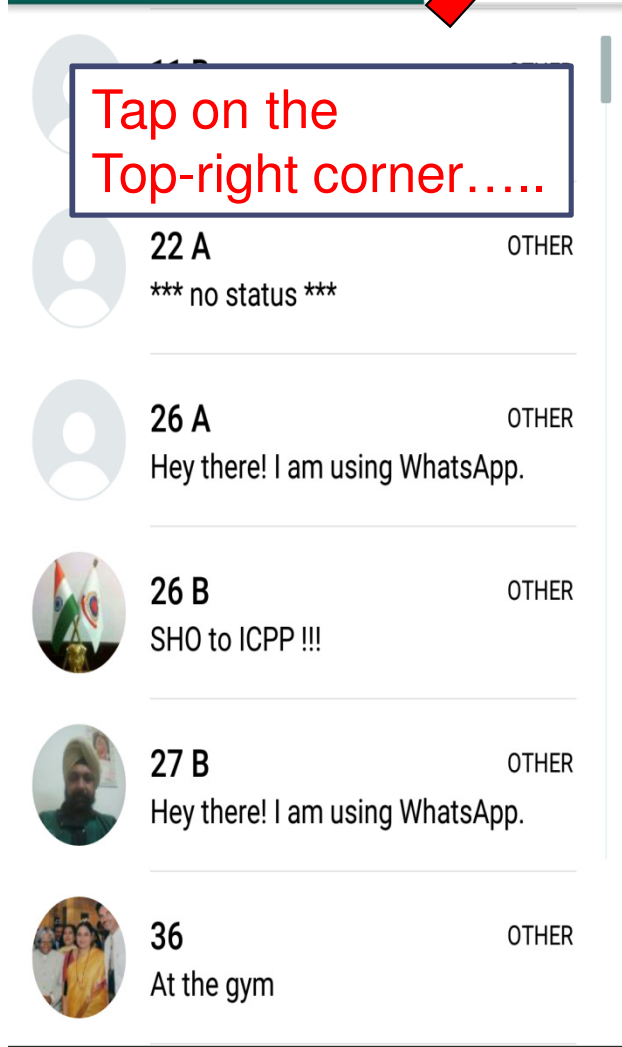 Tap on the
Top-right corner…..
22 A OTHER
*** no status ***
26 A OTHER
Hey there! I am using WhatsApp.
26 B OTHER
SHO to ICPP !!!
27 B OTHER
Hey there! I am using WhatsApp.
36 OTHER
At the gym